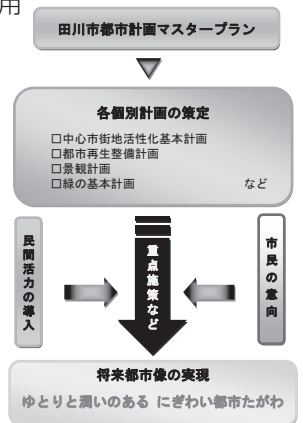 用
田川市都市計画マスタープラン
各個別計画の策定
□中心市街地活性化基本計画
□都市再生整備計画
□景観計画
□緑の基本計画 など
民間活力の導入
重点施策など
市民の意向
将来都市像の実現
ゆとりと潤いのある にぎわい都市たがわ